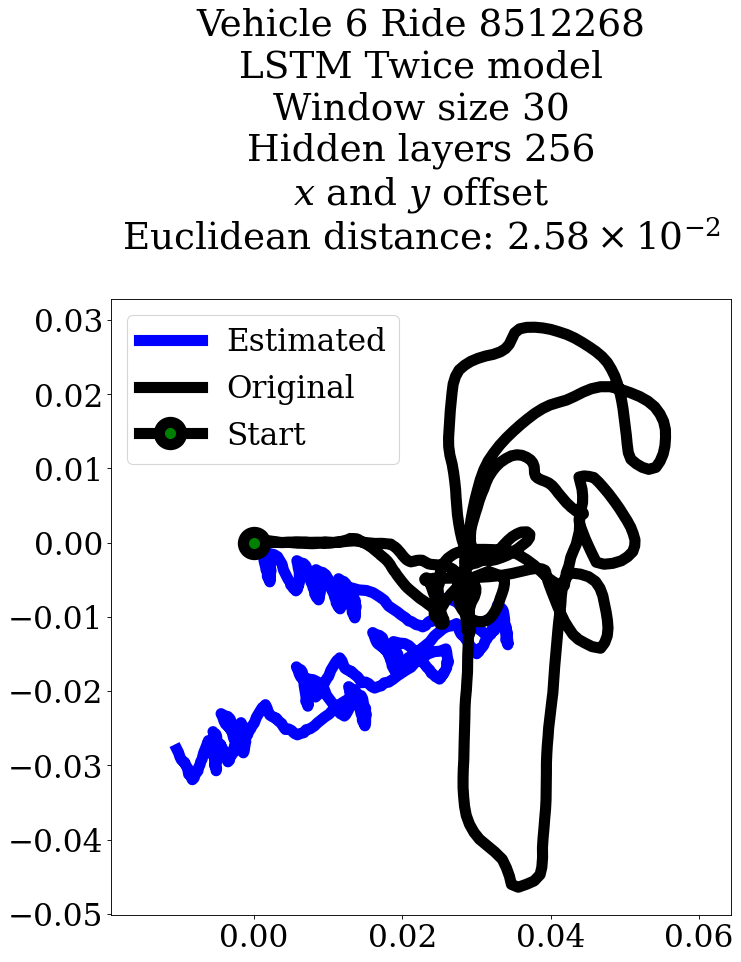 Vehicle 6 Ride 8512268
LSTM Twice model
Window size 30
Hidden layers 256
x and y offset
Euclidean distance: 2.58 × 10⁻²
Estimated
Original
Start
0.03
0.02
0.01
0.00
−0.01
−0.02
−0.03
−0.04
−0.05
0.00 0.02 0.04 0.06